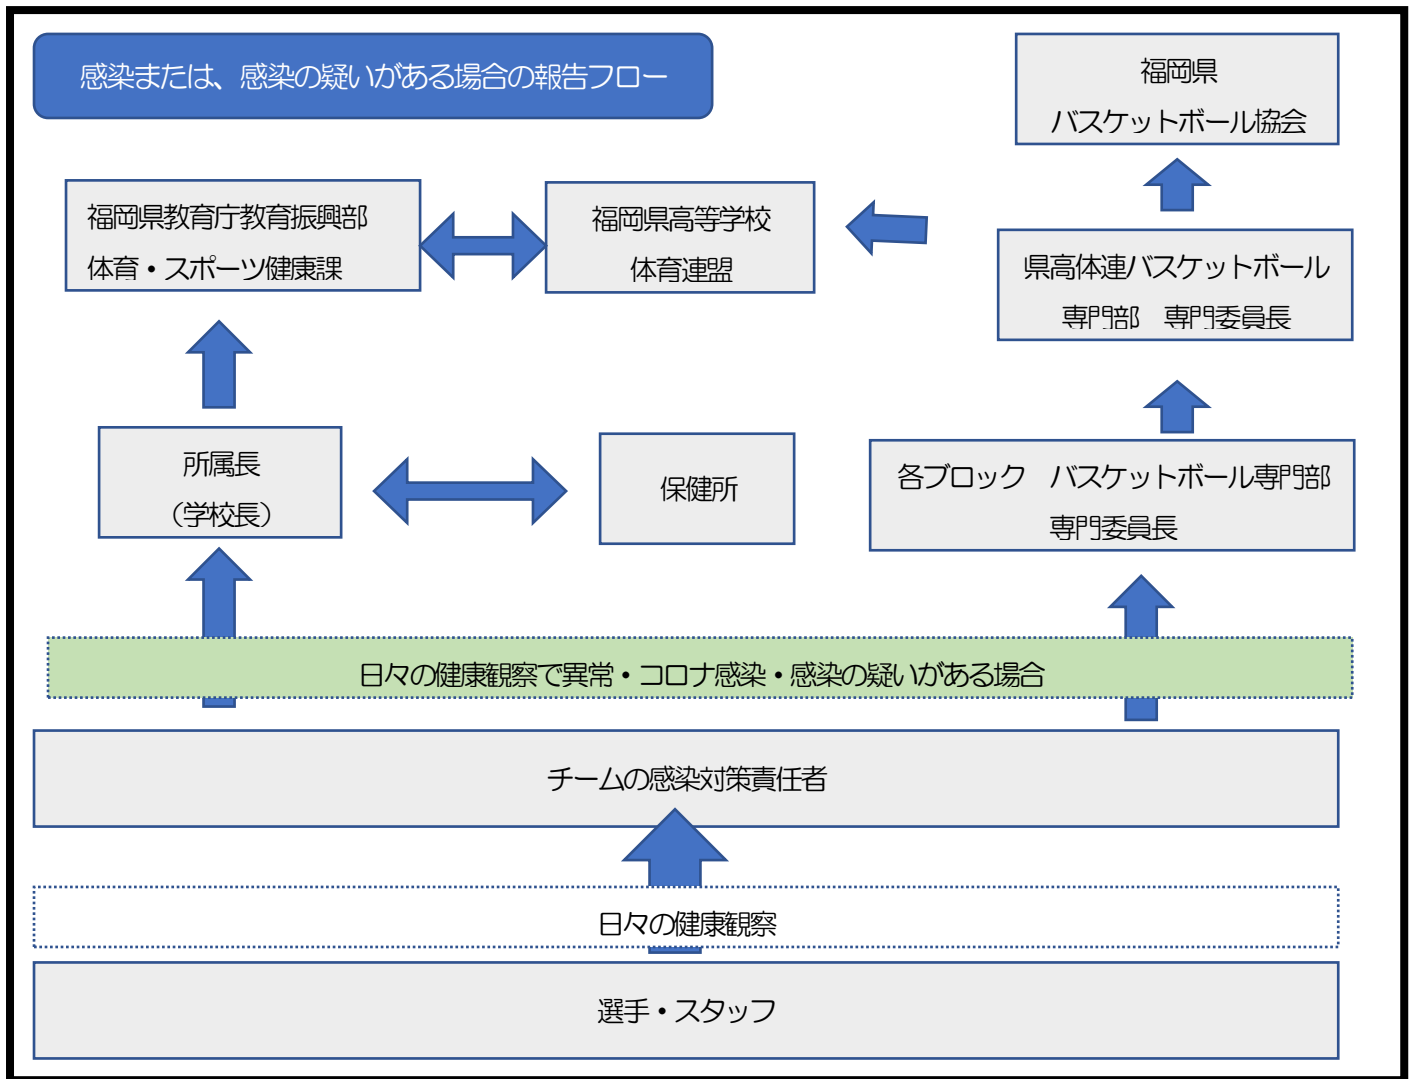 感染または、感染の疑いがある場合の報告フロー
福岡県
バスケットボール協会
福岡県教育庁教育振興部
体育・スポーツ健康課
福岡県高等学校
体育連盟
県高体連バスケットボール
専門部　専門委員長
所属長
（学校長）
保健所
各ブロック　バスケットボール専門部
専門委員長
日々の健康観察で異常・コロナ感染・感染の疑いがある場合
チームの感染対策責任者
日々の健康観察
選手・スタッフ